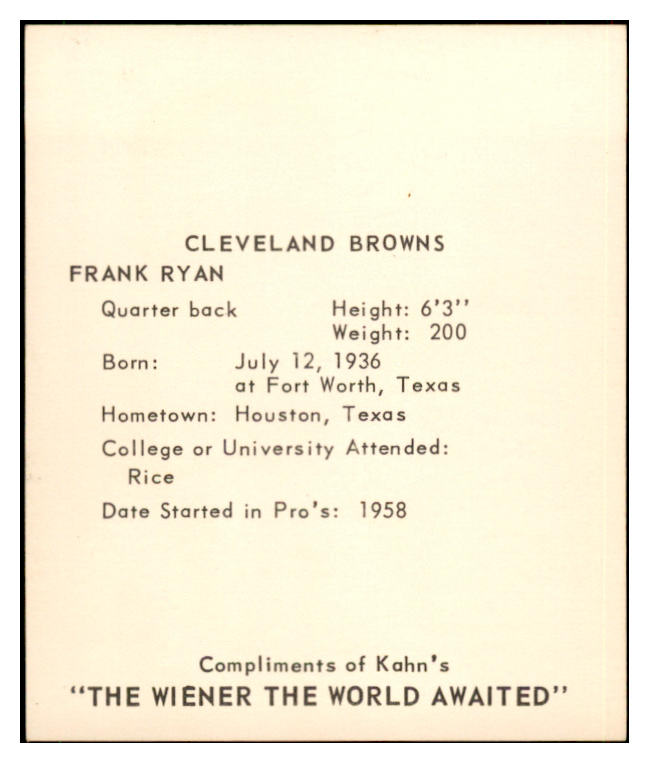 CLEVELAND BROWNS
FRANK RYAN
Quarter back Height: 6'3''
Weight: 200
Born: July 12, 1936
at Fort Worth, Texas
Hometown: Houston, Texas
College or University Attended:
Rice
Date Started in Pro's: 1958
Compliments of Kahn's
"THE WIENER THE WORLD AWAITED"